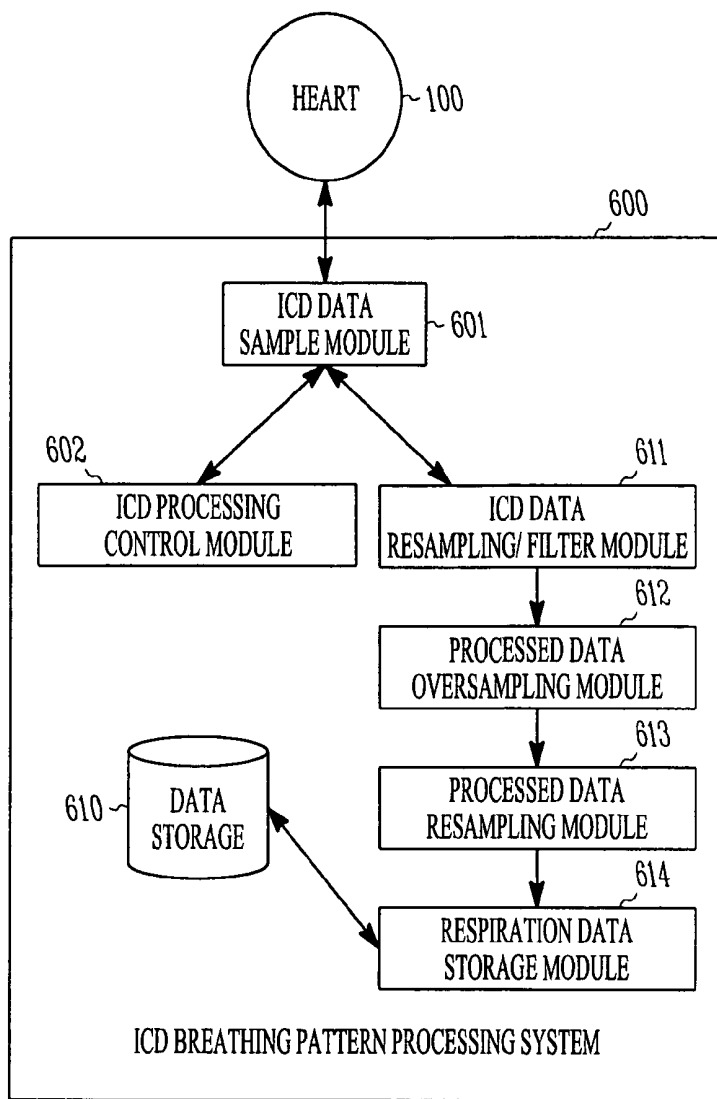 HEART
100
600
ICD DATA
SAMPLE MODULE
601
602
ICD PROCESSING
CONTROL MODULE
611
ICD DATA
RESAMPLING/ FILTER MODULE
612
PROCESSED DATA
OVERSAMPLING MODULE
613
PROCESSED DATA
RESAMPLING MODULE
610
DATA
STORAGE
614
RESPIRATION DATA
STORAGE MODULE
ICD BREATHING PATTERN PROCESSING SYSTEM